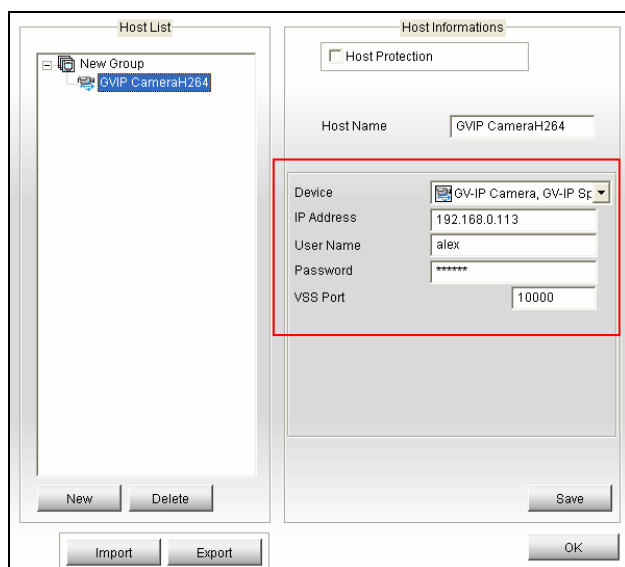 Host List
New Group
GVIP CameraH264
New
Delete
Import
Export
Host Informations
Host Protection
Host Name
GVIP CameraH264
Device
GV-IP Camera, GV-IP Sp
IP Address
192.168.0.113
User Name
alex
Password
******
VSS Port
10000
Save
OK